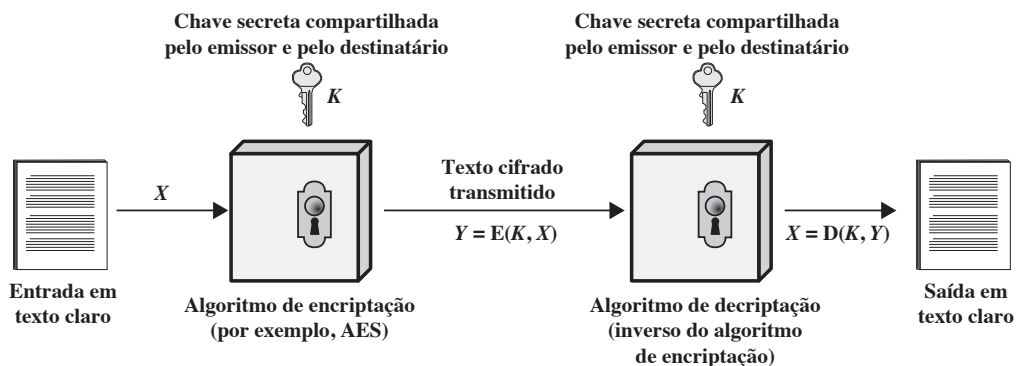 Chave secreta compartilhada
pelo emissor e pelo destinatário
K
Chave secreta compartilhada
pelo emissor e pelo destinatário
K
X
Texto cifrado
transmitido
Y = E(K, X)
X = D(K, Y)
Entrada em
texto claro
Algoritmo de encriptação
(por exemplo, AES)
Algoritmo de decriptação
(inverso do algoritmo
de encriptação)
Saída em
texto claro